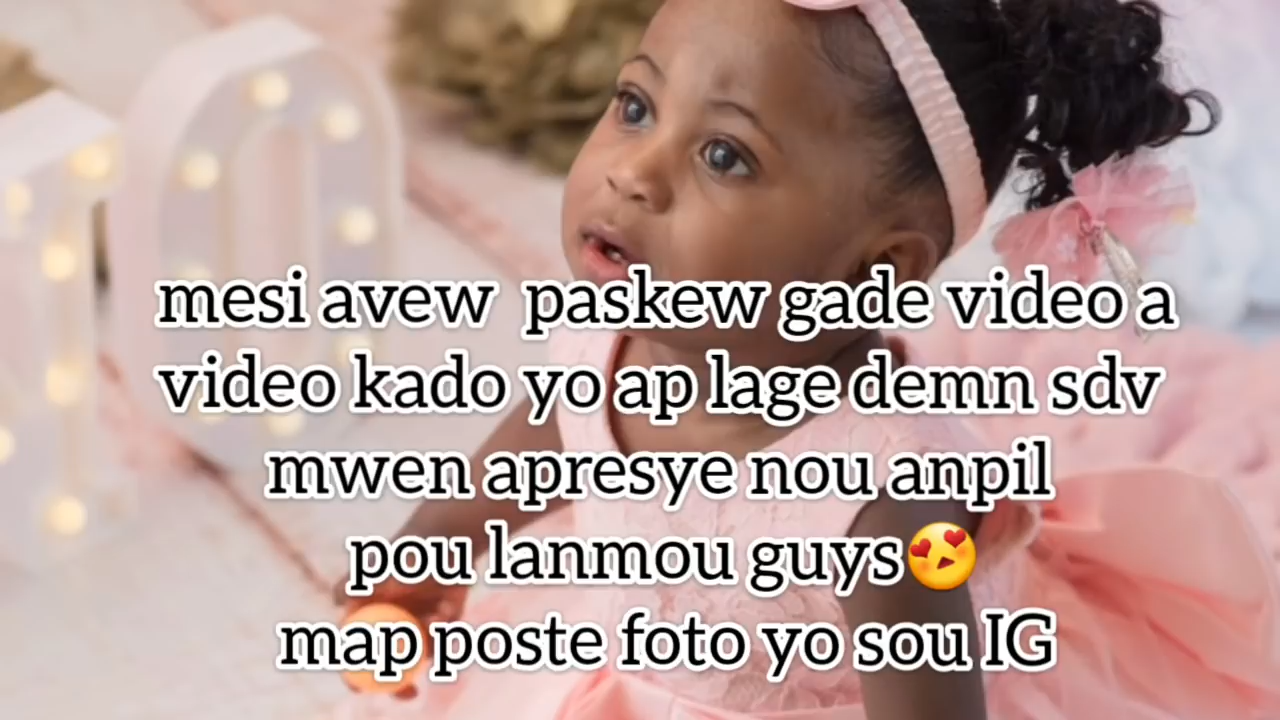 mesi avew paskew gade video a
video kado yo ap lage demn sdv
mwen apresye nou anpil
pou lanmou guys😍
map poste foto yo sou IG